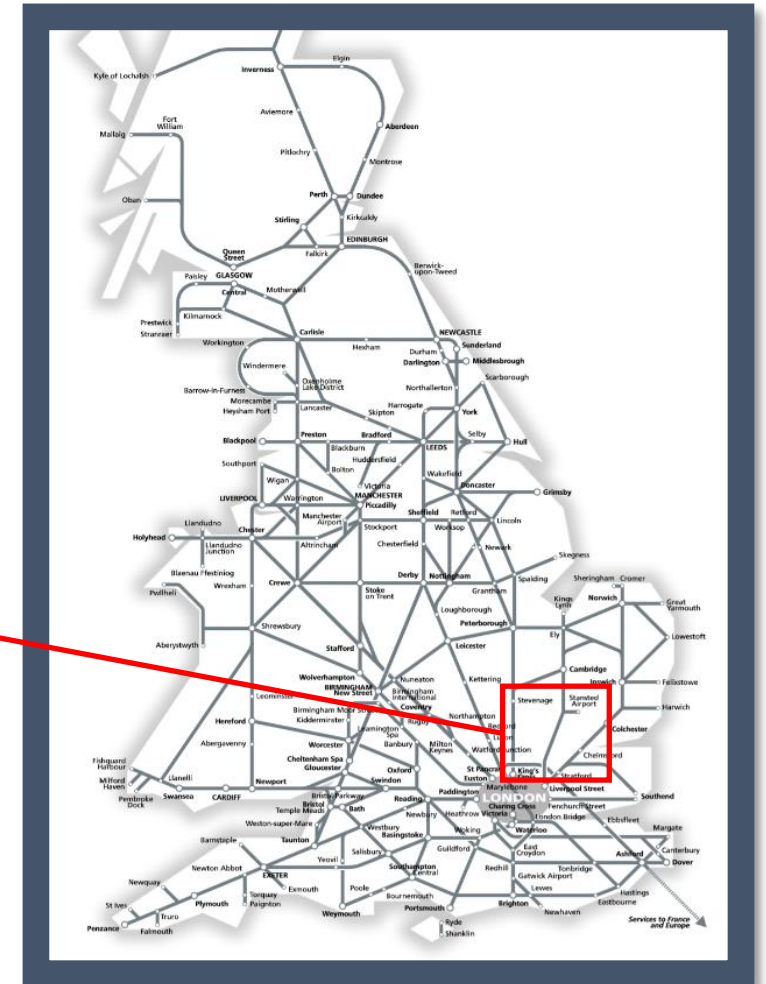 Elgin
Inverness
Kyle of Lochalsh
Aviemore
Fort
William
Mallaig
Aberdeen
Pitlochry
Montrose
Perth
Dundee
Oban
Stirling
Kirkcaldy
EDINBURGH
Queen
Street
Falkirk
Berwick-
upon-Tweed
Paisley
GLASGOW
Central
Motherwell
Kilmarnock
Prestwick
Stranraer
Carlisle
NEWCASTLE
Workington
Hexham
Durham
Sunderland
Darlington
Middlesbrough
Windermere
Scarborough
Oxenholme
Lake District
Northallerton
Barrow-in-Furness
Morecambe
Heysham Port
Lancaster
Harrogate
York
Skipton
Blackpool
Preston
Bradford
Selby
Hull
Blackburn
LEEDS
Huddersfield
Southport
Bolton
Wakefield
Wigan
Victoria
Doncaster
MANCHESTER
Piccadilly
Grimsby
LIVERPOOL
Warrington
Manchester
Airport
Sheffield
Retford
Lincoln
Llandudno
Stockport
Worksop
Holyhead
Chester
Llandudno
Junction
Altrincham
Chesterfield
Newark
Skegness
Blaenau Ffestiniog
Wrexham
Crewe
Stoke
on Trent
Derby
Nottingham
Grantham
Spalding
Sheringham
Cromer
Pwllheli
Kings
Lynn
Norwich
Great
Yarmouth
Loughborough
Peterborough
Ely
Lowestoft
Aberystwyth
Shrewsbury
Stafford
Leicester
Wolverhampton
BIRMINGHAM
New Street
Nuneaton
Birmingham
International
Kettering
Cambridge
Ipswich
Felixstowe
Leominster
Coventry
Stevenage
Stansted
Airport
Harwich
Birmingham Moor Street
Kidderminster
Rugby
Northampton
Bedford
Colchester
Hereford
Leamington
Spa
Luton
Abergavenny
Worcester
Banbury
Milton
Keynes
Watford Junction
Chelmsford
Cheltenham Spa
Gloucester
Oxford
St Pancras
Euston
King's
Cross
Stratford
Fishguard
Harbour
Milford
Haven
Pembroke
Dock
Llanelli
Swansea
CARDIFF
Newport
Swindon
Marylebone
Paddington
LONDON
Liverpool Street
Southend
Bristol Parkway
Bristol
Temple Meads
Bath
Reading
Charing Cross
Fenchurch Street
Newbury
Heathrow
Victoria
London Bridge
Ebbsfleet
Weston-super-Mare
Westbury
Basingstoke
Woking
Waterloo
Margate
Barnstaple
Taunton
Salisbury
Guildford
East
Croydon
Ashford
Canterbury
Dover
Newton Abbot
Yeovil
Southampton
Central
Redhill
Tonbridge
Gatwick Airport
EXETER
Newquay
Exmouth
Poole
Bournemouth
Lewes
Hastings
Eastbourne
St Ives
Plymouth
Torquay
Paignton
Weymouth
Portsmouth
Brighton
Newhaven
Truro
Penzance
Falmouth
Ryde
Shanklin
Services to France
and Europe